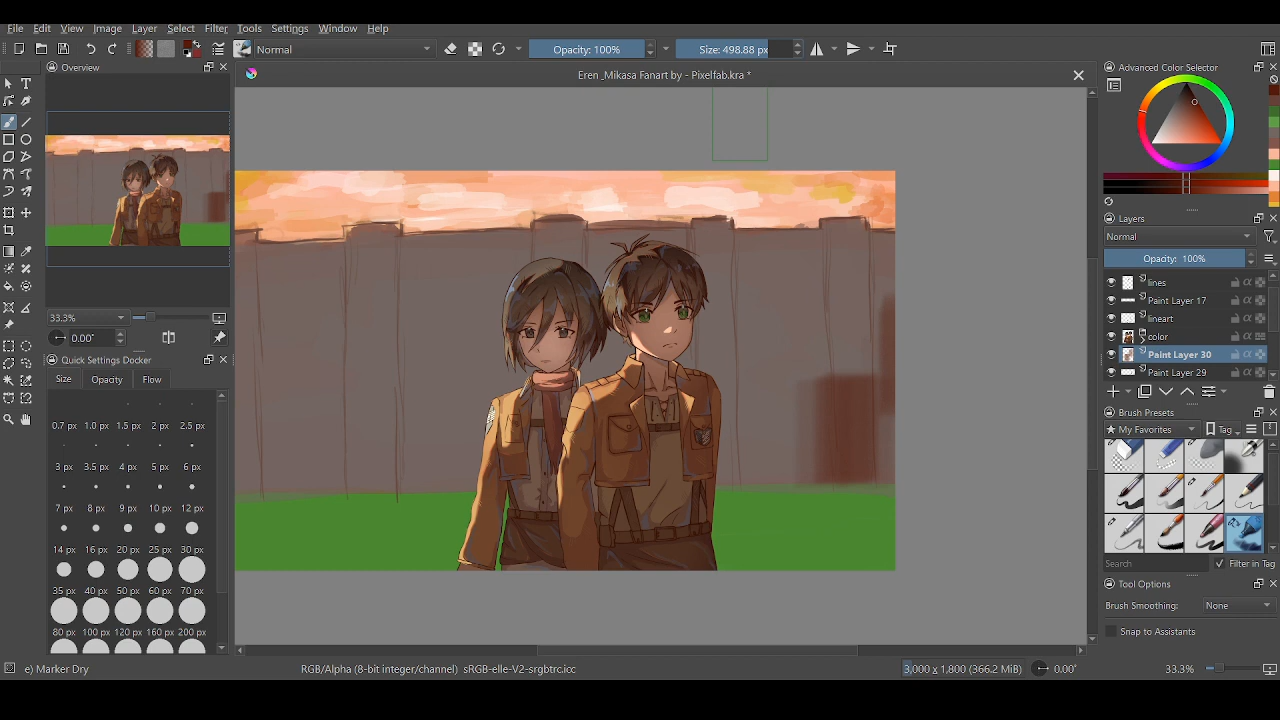 File Edit View Image Layer Select Filter Tools Settings Window Help
Normal Opacity: 100% Size: 498.88 px
Overview
Eren _Mikasa Fanart by - Pixelfab.kra *
Advanced Color Selector
33.3%
0.00°
Quick Settings Docker
Size Opacity Flow
0.7 px 1.0 px 1.5 px 2 px 2.5 px
3 px 3.5 px 4 px 5 px 6 px
7 px 8 px 9 px 10 px 12 px
14 px 16 px 20 px 25 px 30 px
35 px 40 px 50 px 60 px 70 px
80 px 100 px 120 px 160 px 200 px
Layers
Normal
Opacity: 100%
lines
Paint Layer 17
lineart
color
Paint Layer 30
Paint Layer 29
Brush Presets
My Favorites Tag
Search Filter in Tag
Tool Options
Brush Smoothing: None
Snap to Assistants
e) Marker Dry RGB/Alpha (8-bit integer/channel) sRGB-elle-V2-srgbtrc.icc 3,000 x 1,800 (366.2 MiB) 0.00° 33.3%